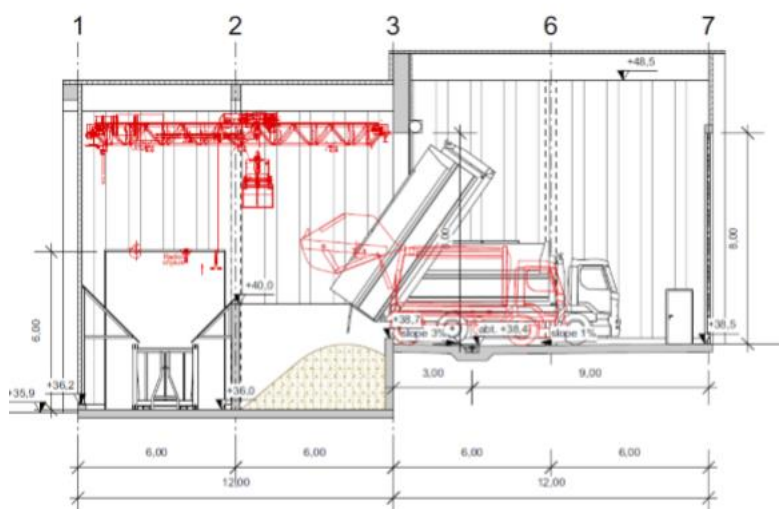 1 2 3 6 7
+48,5
8,00
6,00
+40,0
+38,7
slope 3%
abt. +38,4
slope 1%
+38,5
+36,2
+35,9
+36,0
3,00 9,00
6,00 6,00 6,00 6,00
12,00 12,00